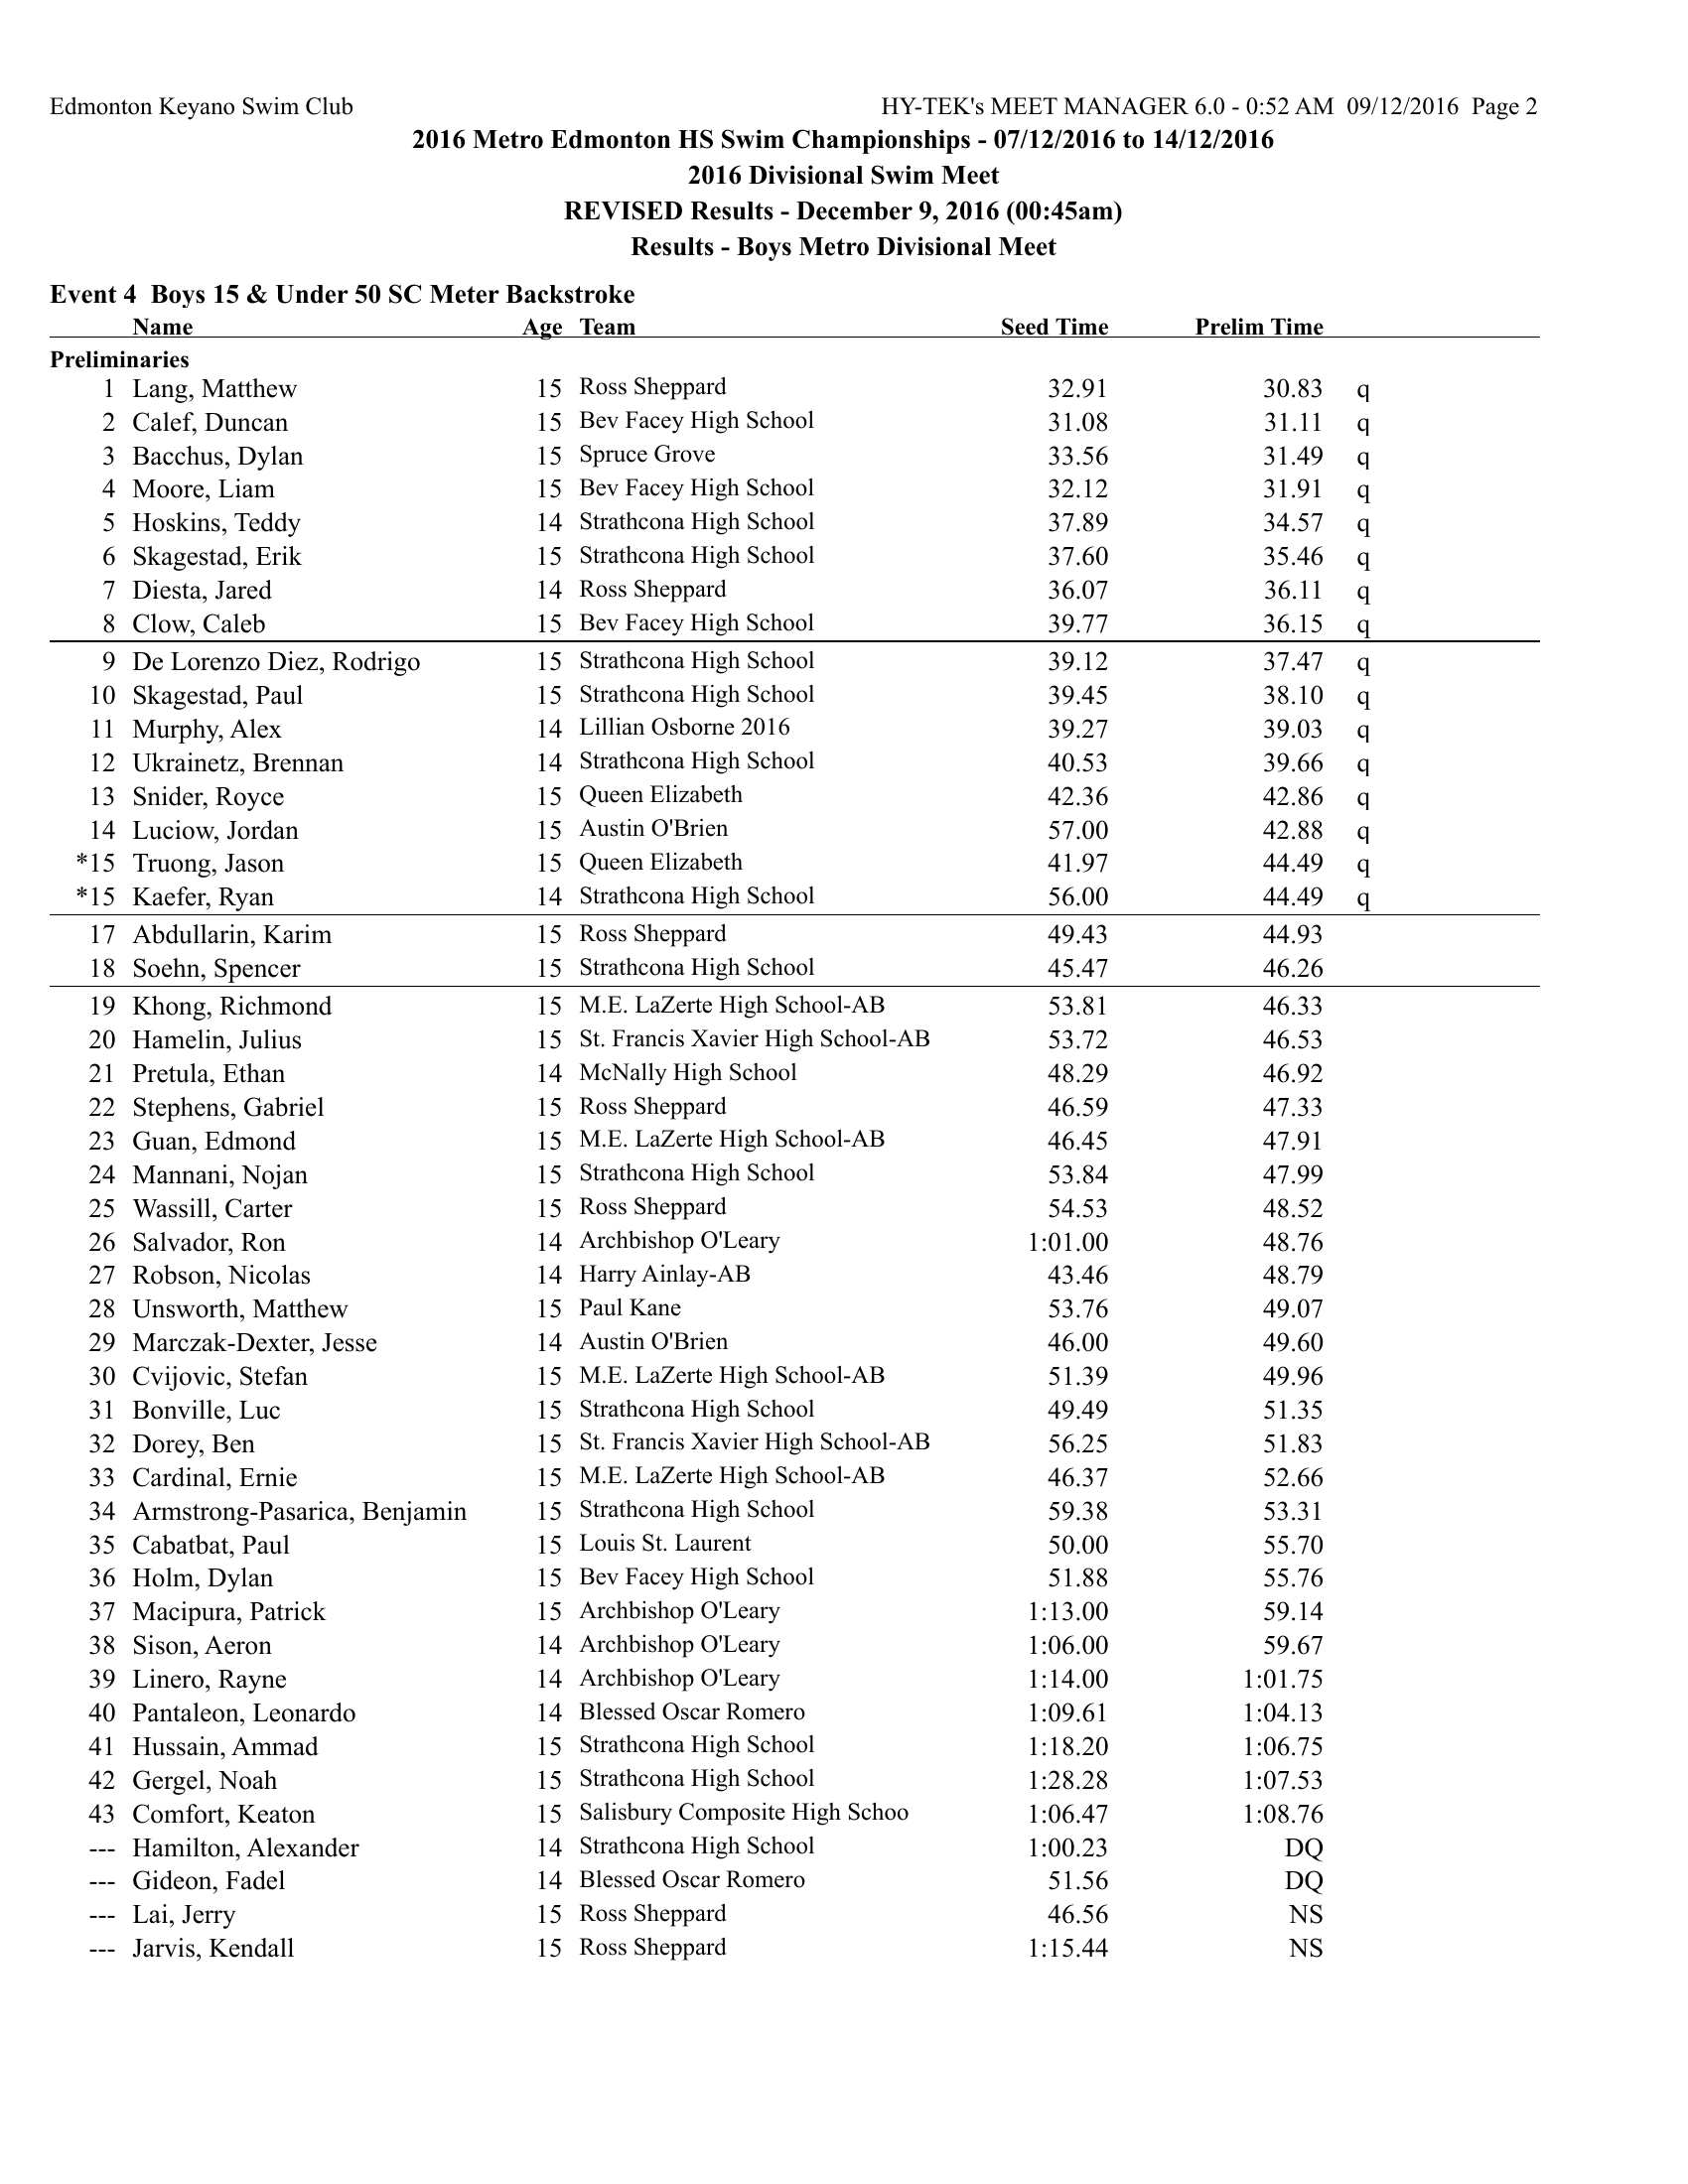 Edmonton Keyano Swim Club HY-TEK's MEET MANAGER 6.0 - 0:52 AM 09/12/2016 Page 2
2016 Metro Edmonton HS Swim Championships - 07/12/2016 to 14/12/2016
2016 Divisional Swim Meet
REVISED Results - December 9, 2016 (00:45am)
Results - Boys Metro Divisional Meet
Event 4 Boys 15 & Under 50 SC Meter Backstroke
Name Age Team Seed Time Prelim Time
Preliminaries
1 Lang, Matthew 15 Ross Sheppard 32.91 30.83 q
2 Calef, Duncan 15 Bev Facey High School 31.08 31.11 q
3 Bacchus, Dylan 15 Spruce Grove 33.56 31.49 q
4 Moore, Liam 15 Bev Facey High School 32.12 31.91 q
5 Hoskins, Teddy 14 Strathcona High School 37.89 34.57 q
6 Skagestad, Erik 15 Strathcona High School 37.60 35.46 q
7 Diesta, Jared 14 Ross Sheppard 36.07 36.11 q
8 Clow, Caleb 15 Bev Facey High School 39.77 36.15 q
9 De Lorenzo Diez, Rodrigo 15 Strathcona High School 39.12 37.47 q
10 Skagestad, Paul 15 Strathcona High School 39.45 38.10 q
11 Murphy, Alex 14 Lillian Osborne 2016 39.27 39.03 q
12 Ukrainetz, Brennan 14 Strathcona High School 40.53 39.66 q
13 Snider, Royce 15 Queen Elizabeth 42.36 42.86 q
14 Luciow, Jordan 15 Austin O'Brien 57.00 42.88 q
*15 Truong, Jason 15 Queen Elizabeth 41.97 44.49 q
*15 Kaefer, Ryan 14 Strathcona High School 56.00 44.49 q
17 Abdullarin, Karim 15 Ross Sheppard 49.43 44.93
18 Soehn, Spencer 15 Strathcona High School 45.47 46.26
19 Khong, Richmond 15 M.E. LaZerte High School-AB 53.81 46.33
20 Hamelin, Julius 15 St. Francis Xavier High School-AB 53.72 46.53
21 Pretula, Ethan 14 McNally High School 48.29 46.92
22 Stephens, Gabriel 15 Ross Sheppard 46.59 47.33
23 Guan, Edmond 15 M.E. LaZerte High School-AB 46.45 47.91
24 Mannani, Nojan 15 Strathcona High School 53.84 47.99
25 Wassill, Carter 15 Ross Sheppard 54.53 48.52
26 Salvador, Ron 14 Archbishop O'Leary 1:01.00 48.76
27 Robson, Nicolas 14 Harry Ainlay-AB 43.46 48.79
28 Unsworth, Matthew 15 Paul Kane 53.76 49.07
29 Marczak-Dexter, Jesse 14 Austin O'Brien 46.00 49.60
30 Cvijovic, Stefan 15 M.E. LaZerte High School-AB 51.39 49.96
31 Bonville, Luc 15 Strathcona High School 49.49 51.35
32 Dorey, Ben 15 St. Francis Xavier High School-AB 56.25 51.83
33 Cardinal, Ernie 15 M.E. LaZerte High School-AB 46.37 52.66
34 Armstrong-Pasarica, Benjamin 15 Strathcona High School 59.38 53.31
35 Cabatbat, Paul 15 Louis St. Laurent 50.00 55.70
36 Holm, Dylan 15 Bev Facey High School 51.88 55.76
37 Macipura, Patrick 15 Archbishop O'Leary 1:13.00 59.14
38 Sison, Aeron 14 Archbishop O'Leary 1:06.00 59.67
39 Linero, Rayne 14 Archbishop O'Leary 1:14.00 1:01.75
40 Pantaleon, Leonardo 14 Blessed Oscar Romero 1:09.61 1:04.13
41 Hussain, Ammad 15 Strathcona High School 1:18.20 1:06.75
42 Gergel, Noah 15 Strathcona High School 1:28.28 1:07.53
43 Comfort, Keaton 15 Salisbury Composite High Schoo 1:06.47 1:08.76
--- Hamilton, Alexander 14 Strathcona High School 1:00.23 DQ
--- Gideon, Fadel 14 Blessed Oscar Romero 51.56 DQ
--- Lai, Jerry 15 Ross Sheppard 46.56 NS
--- Jarvis, Kendall 15 Ross Sheppard 1:15.44 NS